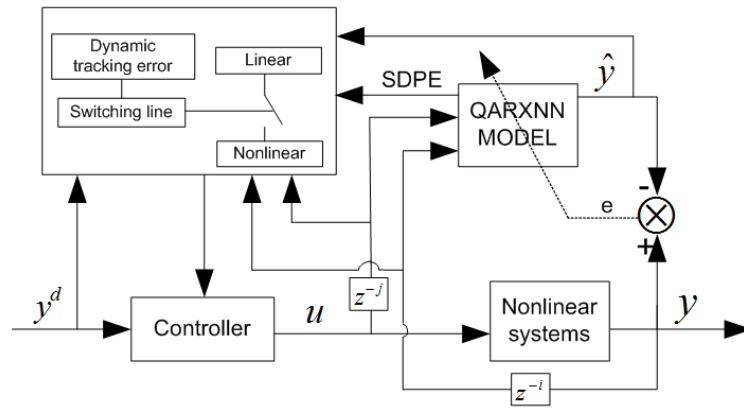 Dynamic
tracking error
Linear
Switching line
Nonlinear
SDPE
QARXNN
MODEL
ŷ
-
e
+
y^d
Controller
u
z^{-j}
Nonlinear
systems
y
z^{-i}